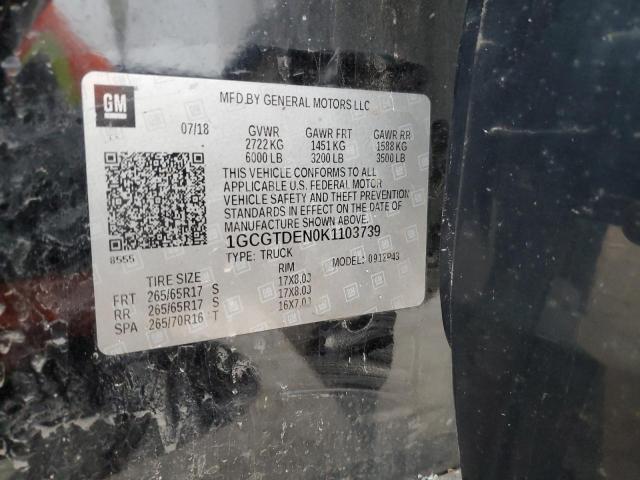 GM
MFD.BY GENERAL MOTORS LLC
07/18 GVWR GAWR FRT GAWR RR
2722 KG 1451 KG 1588 KG
6000 LB 3200 LB 3500 LB
THIS VEHICLE CONFORMS TO ALL
APPLICABLE U.S. FEDERAL MOTOR
VEHICLE SAFETY AND THEFT PREVENTION
STANDARDS IN EFFECT ON THE DATE OF
MANUFACTURE SHOWN ABOVE.
8555 1GCGTDEN0K1103739
TYPE: TRUCK MODEL:
TIRE SIZE RIM
FRT 265/65R17 S 17X8.0J
RR 265/65R17 S 17X8.0J
SPA 265/70R16 T 16X7.0J